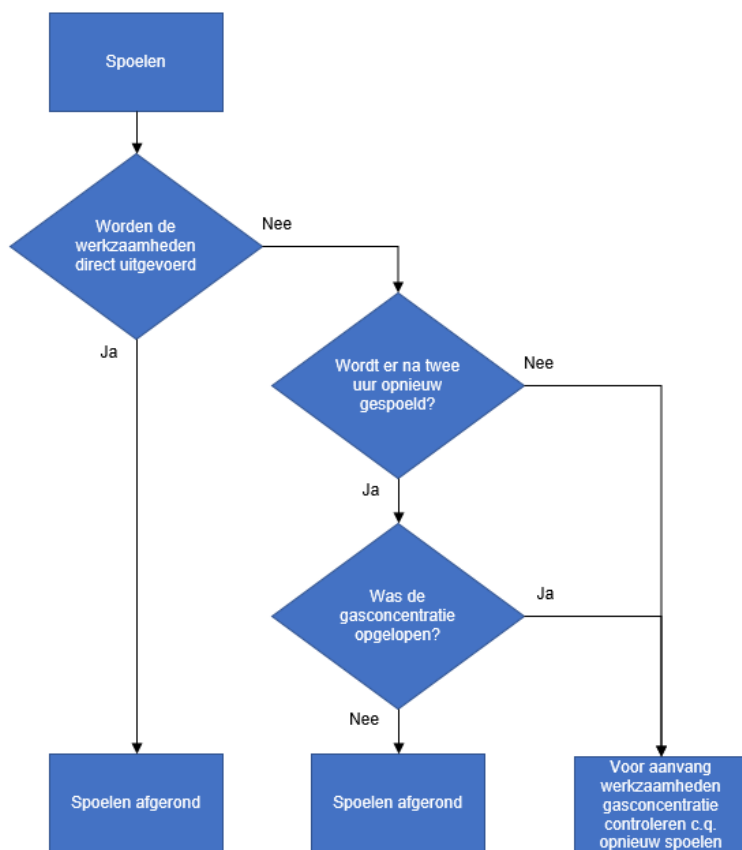 Spoelen
Worden de
werkzaamheden
direct uitgevoerd
Nee
Ja
Wordt er na twee
uur opnieuw
gespoeld?
Nee
Ja
Was de
gasconcentratie
opgelopen?
Ja
Nee
Spoelen afgerond
Spoelen afgerond
Voor aanvang
werkzaamheden
gasconcentratie
controleren c.q.
opnieuw spoelen